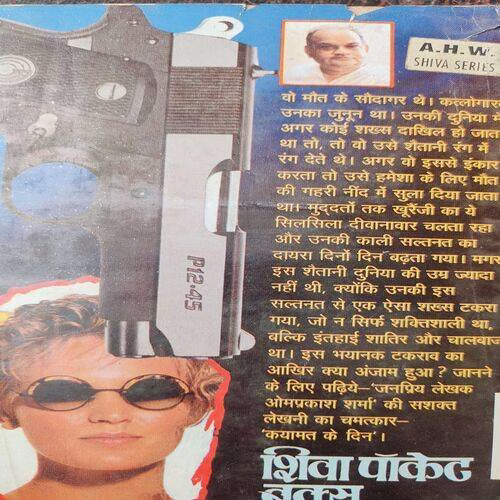 A.H.W.
SHIVA SERIES
वो मौत के सौदागर थे। कत्लोगारत
उनका जुनून था। उनकी दुनिया में
अगर कोई शख्स दाखिल हो जाता
था तो, तो वो उसे शैतानी रंग में
रंग देते थे। अगर वो इससे इंकार
करता तो उसे हमेशा के लिए मौत
की गहरी नींद में सुला दिया जाता
था। मुद्दतों तक खूरेंजी का ये
सिलसिला दीवानावार चलता रहा
और उनकी काली सल्तनत का
दायरा दिनों दिन बढ़ता गया। मगर
इस शैतानी दुनिया की उम्र ज्यादा
नहीं थी, क्योंकि उनकी इस
सल्तनत से एक ऐसा शख्स टकरा
गया, जो न सिर्फ शक्तिशाली था,
बल्कि इंतहाई शातिर और चालबाज
था। इस भयानक टकराव का
आखिर क्या अंजाम हुआ? जानने
के लिए पढ़िये—'जनप्रिय लेखक
ओमप्रकाश शर्मा' की सशक्त
लेखनी का चमत्कार—
'कयामत के दिन'।
P12.45
शिवा पॉकेट
बुक्स